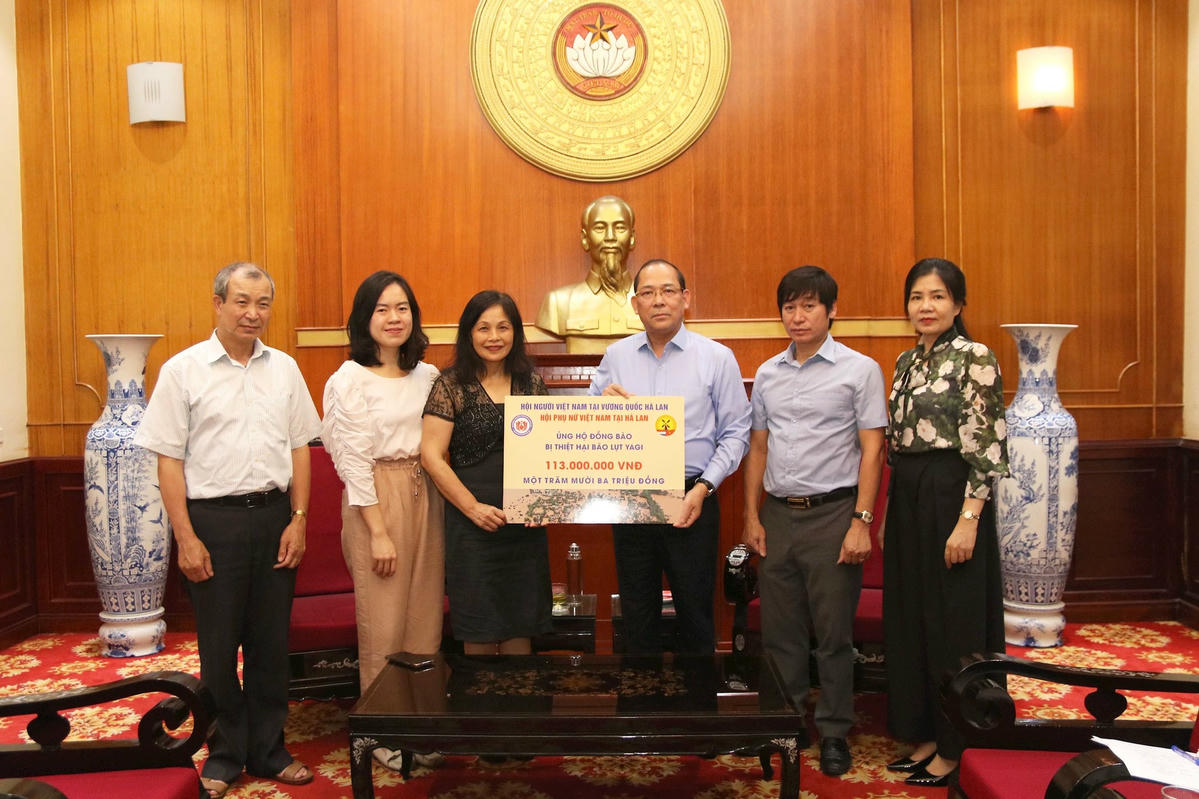 HỘI NGƯỜI VIỆT NAM TẠI VƯƠNG QUỐC HÀ LAN
HỘI PHỤ NỮ VIỆT NAM TẠI HÀ LAN
ỦNG HỘ ĐỒNG BÀO
BỊ THIỆT HẠI BÃO LỤT YAGI
113.000.000 VNĐ
MỘT TRĂM MƯỜI BA TRIỆU ĐỒNG